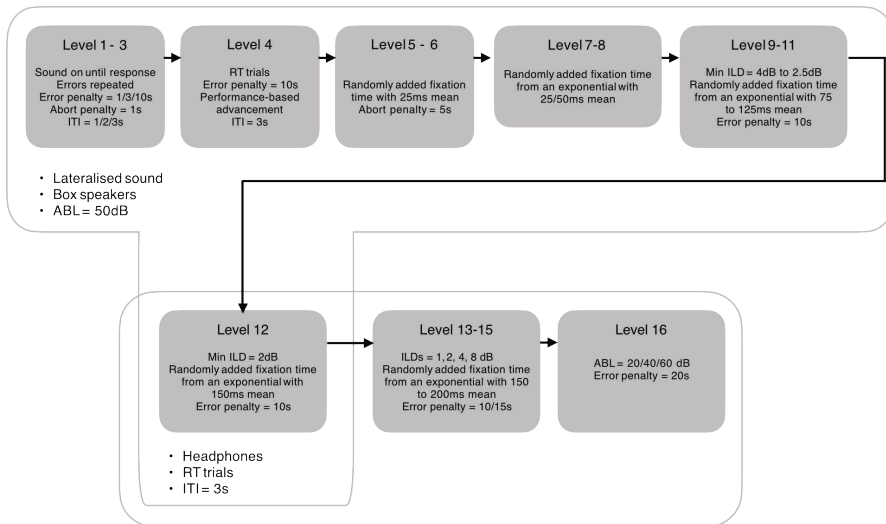 Level 1 - 3
Sound on until response
Errors repeated
Error penalty = 1/3/10s
Abort penalty = 1s
ITI = 1/2/3s
Level 4
RT trials
Error penalty = 10s
Performance-based
advancement
ITI = 3s
Level 5 - 6
Randomly added fixation
time with 25ms mean
Abort penalty = 5s
Level 7-8
Randomly added fixation time
from an exponential with
25/50ms mean
Level 9-11
Min ILD = 4dB to 2.5dB
Randomly added fixation time
from an exponential with 75
to 125ms mean
Error penalty = 10s
• Lateralised sound
• Box speakers
• ABL = 50dB
Level 12
Min ILD = 2dB
Randomly added fixation time
from an exponential with
150ms mean
Error penalty = 10s
Level 13-15
ILDs = 1,2, 4, 8 dB
Randomly added fixation time
from an exponential with 150
to 200ms mean
Error penalty = 10/15s
Level 16
ABL = 20/40/60 dB
Error penalty = 20s
• Headphones
• RT trials
• ITI = 3s